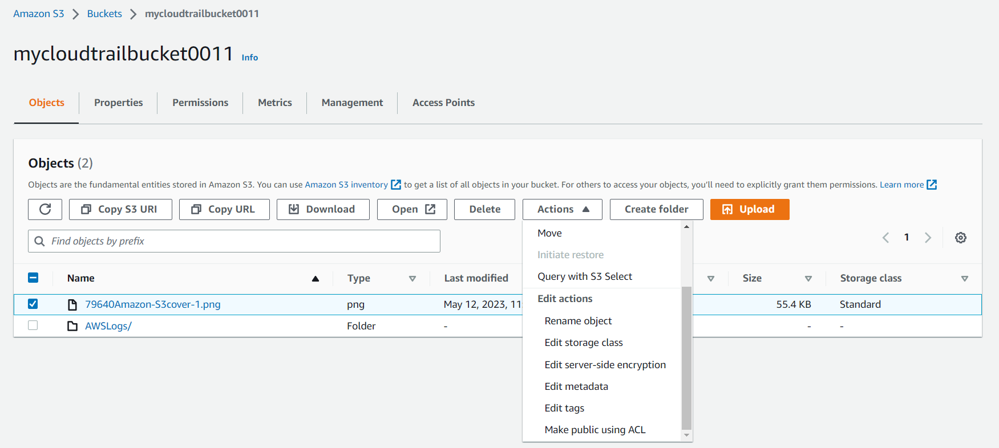 Amazon S3 > Buckets > mycloudtrailbucket0011
mycloudtrailbucket0011 Info
Objects Properties Permissions Metrics Management Access Points
Objects (2)
Objects are the fundamental entities stored in Amazon S3. You can use Amazon S3 inventory to get a list of all objects in your bucket. For others to access your objects, you'll need to explicitly grant them permissions. Learn more
Copy S3 URI Copy URL Download Open Delete Actions Create folder Upload
Find objects by prefix
1
Move
Initiate restore
Query with S3 Select
Name Type Last modified Size Storage class
Edit actions
79640Amazon-S3cover-1.png png May 12, 2023, 11: 55.4 KB Standard
Rename object
AWSLogs/ Folder - - -
Edit storage class
Edit server-side encryption
Edit metadata
Edit tags
Make public using ACL